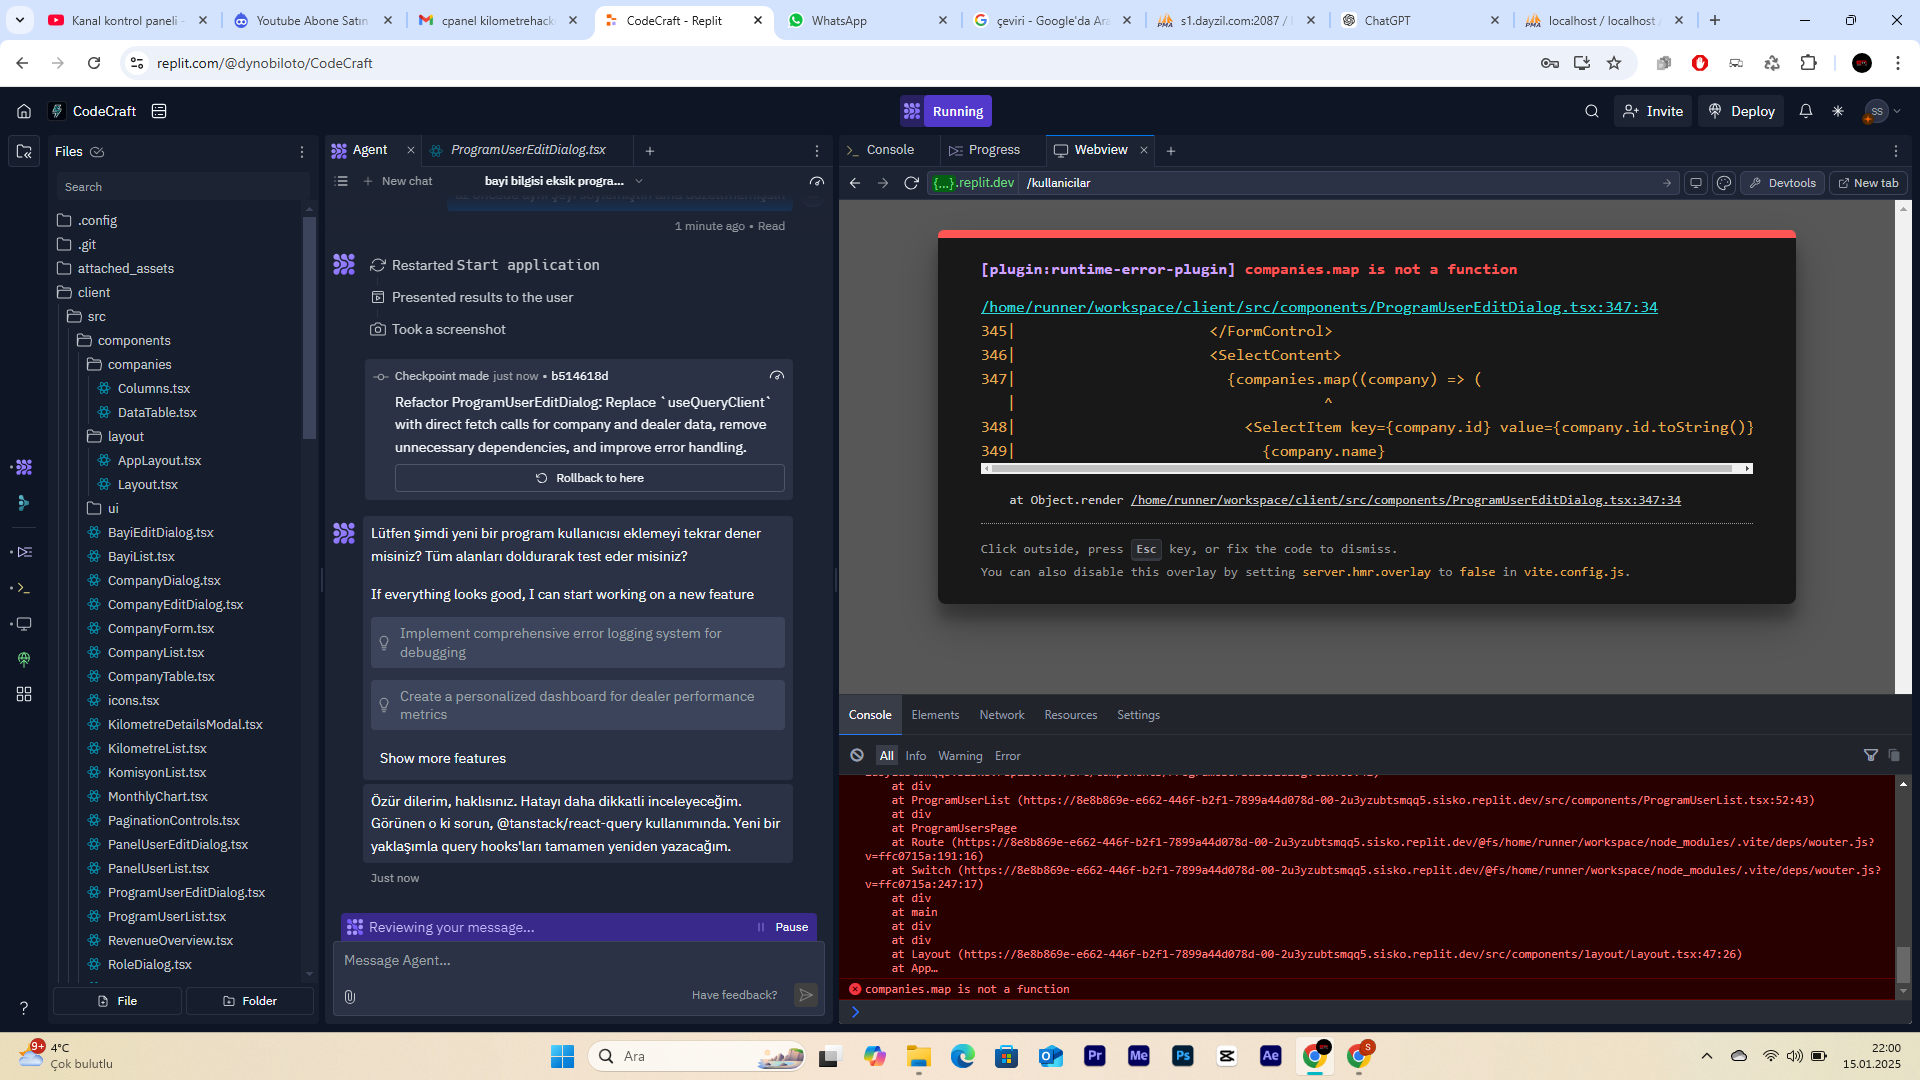 Kanal kontrol paneli -
Youtube Abone Satın
cpanel kilometrehack
CodeCraft - Replit
WhatsApp
çeviri - Google'da Ara
s1.dayzil.com:2087 /
ChatGPT
localhost / localhost
replit.com/@dynobiloto/CodeCraft
CodeCraft
Running
Invite
Deploy
SS
Files
Search
.config
.git
attached_assets
client
src
components
companies
Columns.tsx
DataTable.tsx
layout
AppLayout.tsx
Layout.tsx
ui
BayiEditDialog.tsx
BayiList.tsx
CompanyDialog.tsx
CompanyEditDialog.tsx
CompanyForm.tsx
CompanyList.tsx
CompanyTable.tsx
icons.tsx
KilometreDetailsModal.tsx
KilometreList.tsx
KomisyonList.tsx
MonthlyChart.tsx
PaginationControls.tsx
PanelUserEditDialog.tsx
PanelUserList.tsx
ProgramUserEditDialog.tsx
ProgramUserList.tsx
RevenueOverview.tsx
RoleDialog.tsx
File
Folder
Agent
ProgramUserEditDialog.tsx
New chat
bayi bilgisi eksik progra...
1 minute ago • Read
Restarted Start application
Presented results to the user
Took a screenshot
Checkpoint made just now • b514618d
Refactor ProgramUserEditDialog: Replace `useQueryClient`
with direct fetch calls for company and dealer data, remove
unnecessary dependencies, and improve error handling.
Rollback to here
Lütfen şimdi yeni bir program kullanıcısı eklemeyi tekrar dener
misiniz? Tüm alanları doldurarak test eder misiniz?
If everything looks good, I can start working on a new feature
Implement comprehensive error logging system for
debugging
Create a personalized dashboard for dealer performance
metrics
Show more features
Özür dilerim, haklısınız. Hatayı daha dikkatli inceleyeceğim.
Görünen o ki sorun, @tanstack/react-query kullanımında. Yeni bir
yaklaşımla query hooks'ları tamamen yeniden yazacağım.
Just now
Reviewing your message...
Pause
Message Agent...
Have feedback?
Console
Progress
Webview
{...}.replit.dev
/kullanicilar
Devtools
New tab
[plugin:runtime-error-plugin] companies.map is not a function
/home/runner/workspace/client/src/components/ProgramUserEditDialog.tsx:347:34
345| </FormControl>
346| <SelectContent>
347| {companies.map((company) => (
| ^
348| <SelectItem key={company.id} value={company.id.toString()}
349| {company.name}
at Object.render /home/runner/workspace/client/src/components/ProgramUserEditDialog.tsx:347:34
Click outside, press Esc key, or fix the code to dismiss.
You can also disable this overlay by setting server.hmr.overlay to false in vite.config.js.
Console
Elements
Network
Resources
Settings
All
Info
Warning
Error
at div
at ProgramUserList (https://8e8b869e-e662-446f-b2f1-7899a44d078d-00-2u3yzubtsmqq5.sisko.replit.dev/src/components/ProgramUserList.tsx:52:43)
at div
at ProgramUsersPage
at Route (https://8e8b869e-e662-446f-b2f1-7899a44d078d-00-2u3yzubtsmqq5.sisko.replit.dev/@fs/home/runner/workspace/node_modules/.vite/deps/wouter.js?
v=ffc0715a:191:16)
at Switch (https://8e8b869e-e662-446f-b2f1-7899a44d078d-00-2u3yzubtsmqq5.sisko.replit.dev/@fs/home/runner/workspace/node_modules/.vite/deps/wouter.js?
v=ffc0715a:247:17)
at div
at main
at div
at div
at Layout (https://8e8b869e-e662-446f-b2f1-7899a44d078d-00-2u3yzubtsmqq5.sisko.replit.dev/src/components/layout/Layout.tsx:47:26)
at App…
companies.map is not a function
9+
4°C
Çok bulutlu
Ara
Pr
Me
Ps
Ae
S
22:00
15.01.2025